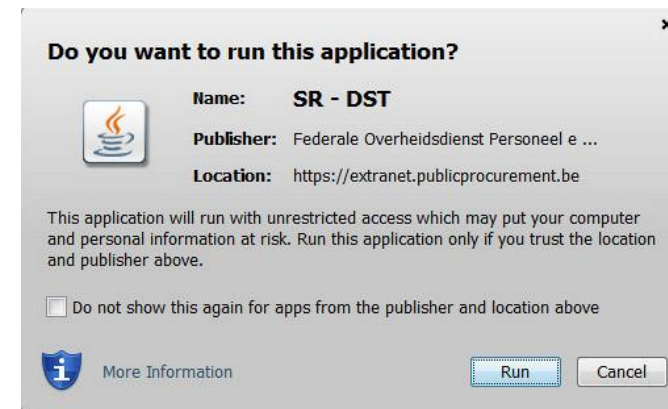 Do you want to run this application?
Name: SR - DST
Publisher: Federale Overheidsdienst Personeel e ...
Location: https://extranet.publicprocurement.be
This application will run with unrestricted access which may put your computer
and personal information at risk. Run this application only if you trust the location
and publisher above.
Do not show this again for apps from the publisher and location above
More Information Run Cancel